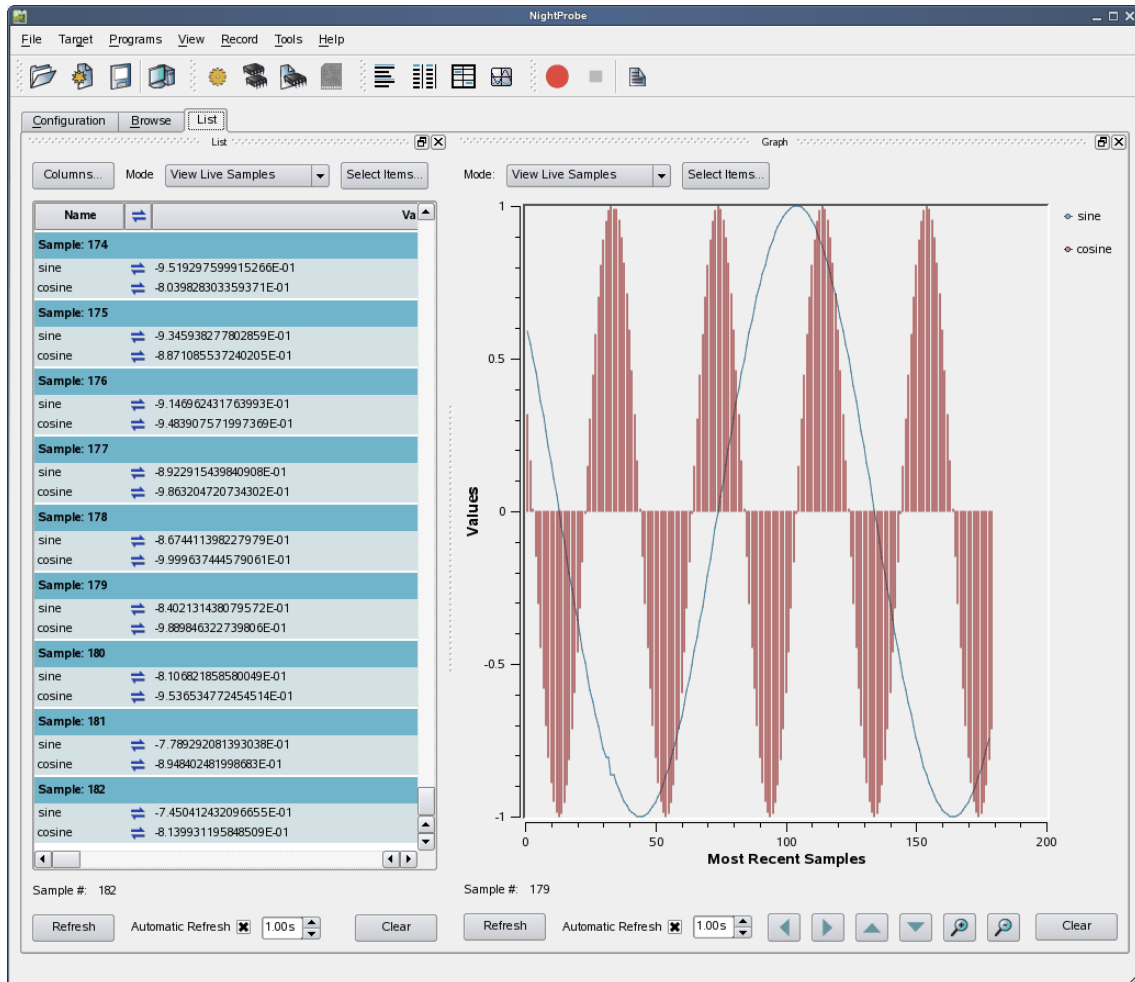 NightProbe
File Target Programs View Record Tools Help
Configuration Browse List
List
Columns... Mode View Live Samples Select Items...
Name Va
Sample: 174
sine -9.519297599915266E-01
cosine -8.039828303359371E-01
Sample: 175
sine -9.345938277802859E-01
cosine -8.871085537240205E-01
Sample: 176
sine -9.146962431763993E-01
cosine -9.483907571997369E-01
Sample: 177
sine -8.922915439840908E-01
cosine -9.863204720734302E-01
Sample: 178
sine -8.674411398227979E-01
cosine -9.999637444579061E-01
Sample: 179
sine -8.402131438079572E-01
cosine -9.889846322739806E-01
Sample: 180
sine -8.106821858580049E-01
cosine -9.536534772454514E-01
Sample: 181
sine -7.789292081393038E-01
cosine -8.948402481998683E-01
Sample: 182
sine -7.450412432096655E-01
cosine -8.139931195848509E-01
Sample #: 182
Refresh Automatic Refresh 1.00s Clear
Graph
Mode: View Live Samples Select Items...
1
0.5
0
-0.5
-1
Values
0 50 100 150 200
Most Recent Samples
sine
cosine
Sample #: 179
Refresh Automatic Refresh 1.00s Clear